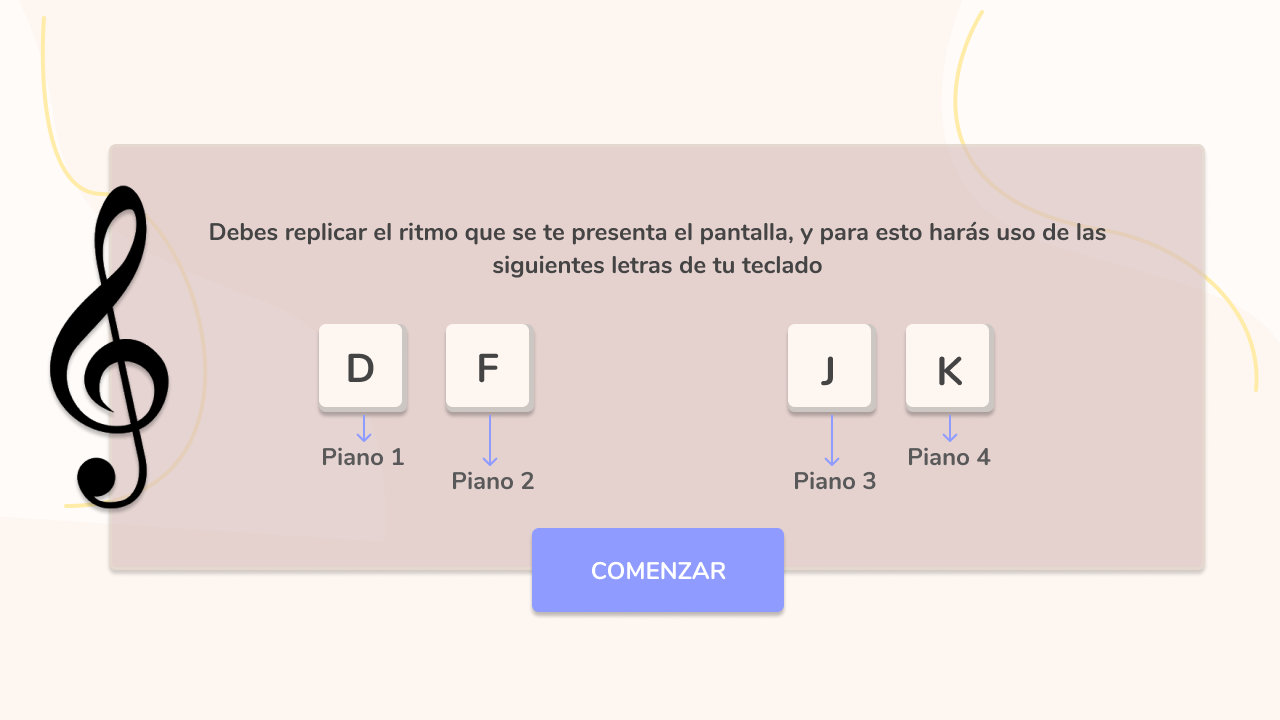 Debes replicar el ritmo que se te presenta el pantalla, y para esto harás uso de las
siguientes letras de tu teclado
D F J K
Piano 1 Piano 4
Piano 2 Piano 3
COMENZAR